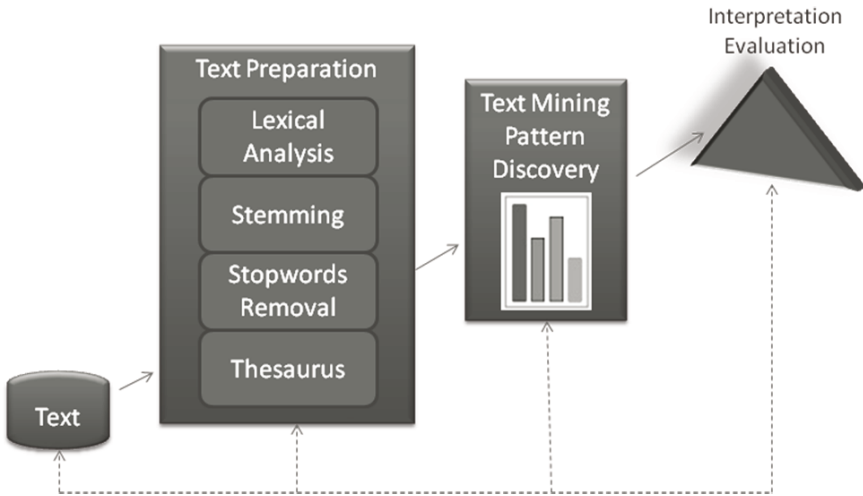 Interpretation
Evaluation
Text Preparation
Lexical
Analysis
Stemming
Stopwords
Removal
Thesaurus
Text Mining
Pattern
Discovery
Text